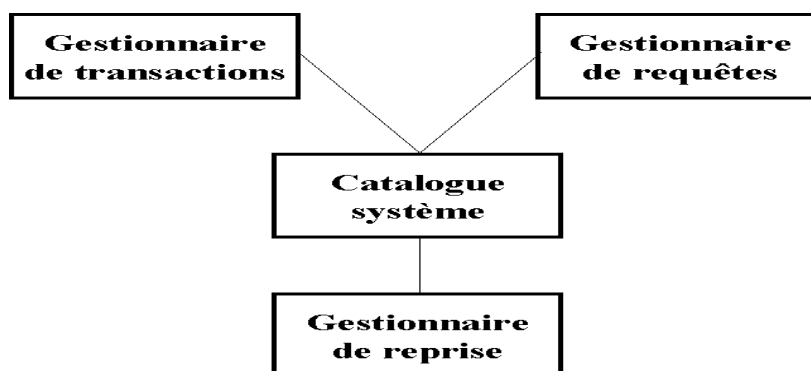 Gestionnaire
de transactions
Gestionnaire
de requêtes
Catalogue
système
Gestionnaire
de reprise